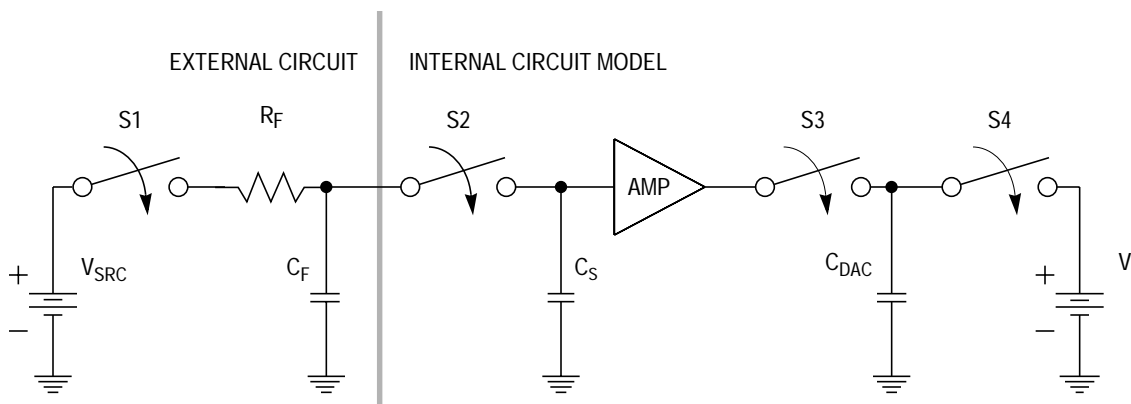 EXTERNAL CIRCUIT
INTERNAL CIRCUIT MODEL
S1
RF
S2
AMP
S3
S4
+
VSRC
−
CF
CS
CDAC
+
V
−